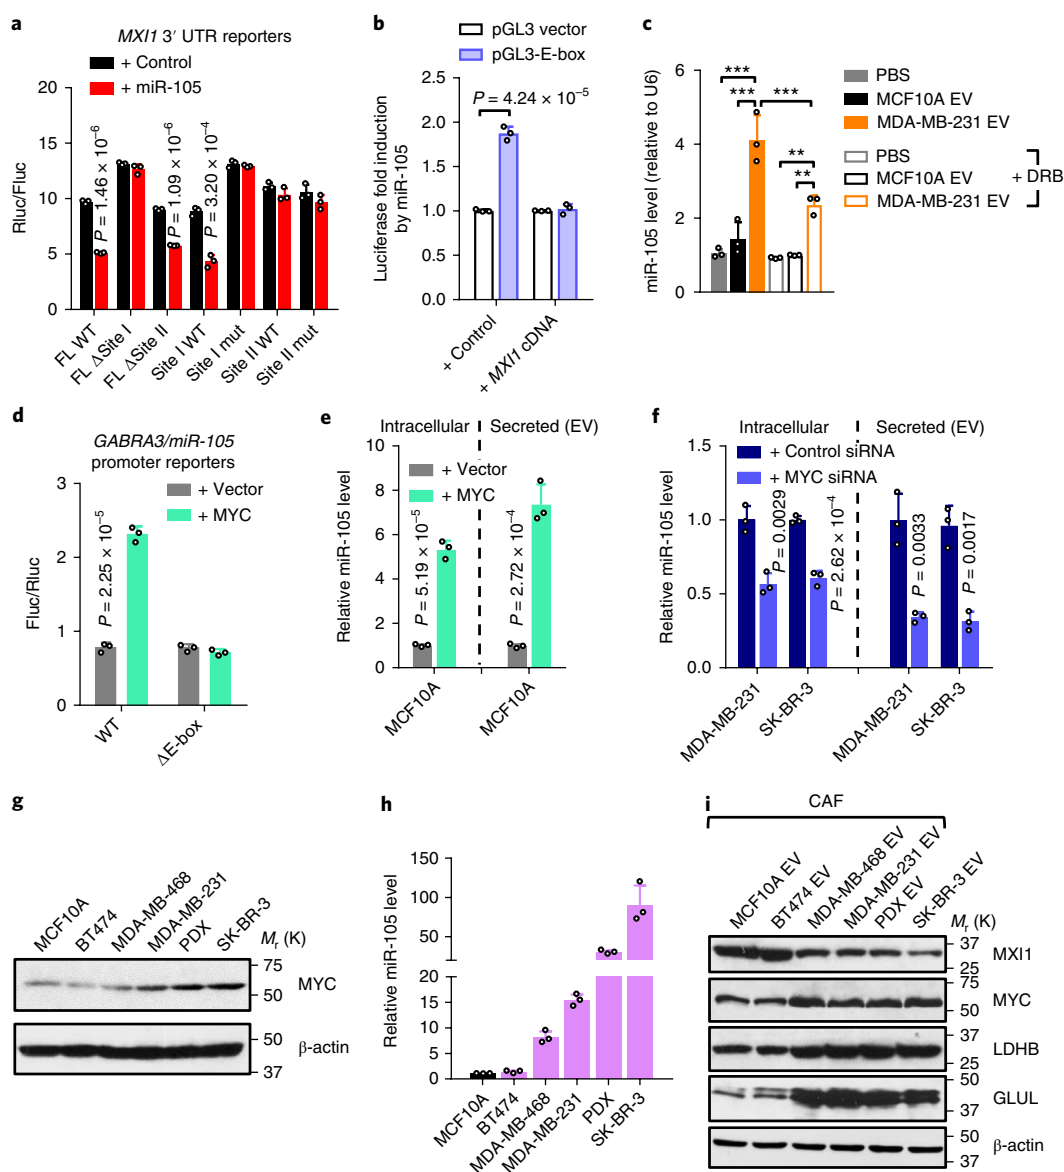 a
MXI1 3′ UTR reporters
+ Control
+ miR-105
Rluc/Fluc
20
15
10
5
0
P = 1.46 × 10−6
P = 1.09 × 10−6
P = 3.20 × 10−4
FL WT
FL ΔSite I
FL ΔSite II
Site I WT
Site I mut
Site II WT
Site II mut
b
pGL3 vector
pGL3-E-box
Luciferase fold induction
by miR-105
2.5
2.0
1.5
1.0
0.5
0.0
P = 4.24 × 10−5
+ Control
+ MXI1 cDNA
c
miR-105 level (relative to U6)
6
4
2
0
***
***
***
**
**
PBS
MCF10A EV
MDA-MB-231 EV
PBS
MCF10A EV
MDA-MB-231 EV
+ DRB
d
GABRA3/miR-105
promoter reporters
+ Vector
+ MYC
Fluc/Rluc
3
2
1
0
P = 2.25 × 10−5
WT
ΔE-box
e
Intracellular
Secreted (EV)
+ Vector
+ MYC
Relative miR-105 level
10
8
6
4
2
0
P = 5.19 × 10−5
P = 2.72 × 10−4
MCF10A
MCF10A
f
Intracellular
Secreted (EV)
+ Control siRNA
+ MYC siRNA
Relative miR-105 level
1.5
1.0
0.5
0.0
P = 0.0029
P = 2.62 × 10−4
P = 0.0033
P = 0.0017
MDA-MB-231
SK-BR-3
MDA-MB-231
SK-BR-3
g
MCF10A
BT474
MDA-MB-468
MDA-MB-231
PDX
SK-BR-3
Mr (K)
75
MYC
50
50
β-actin
37
h
Relative miR-105 level
150
100
50
20
15
10
5
0
MCF10A
BT474
MDA-MB-468
MDA-MB-231
PDX
SK-BR-3
i
CAF
MCF10A EV
BT474 EV
MDA-MB-468 EV
MDA-MB-231 EV
PDX EV
SK-BR-3 EV
Mr (K)
37
MXI1
25
75
MYC
50
37
LDHB
25
50
GLUL
37
50
β-actin
37